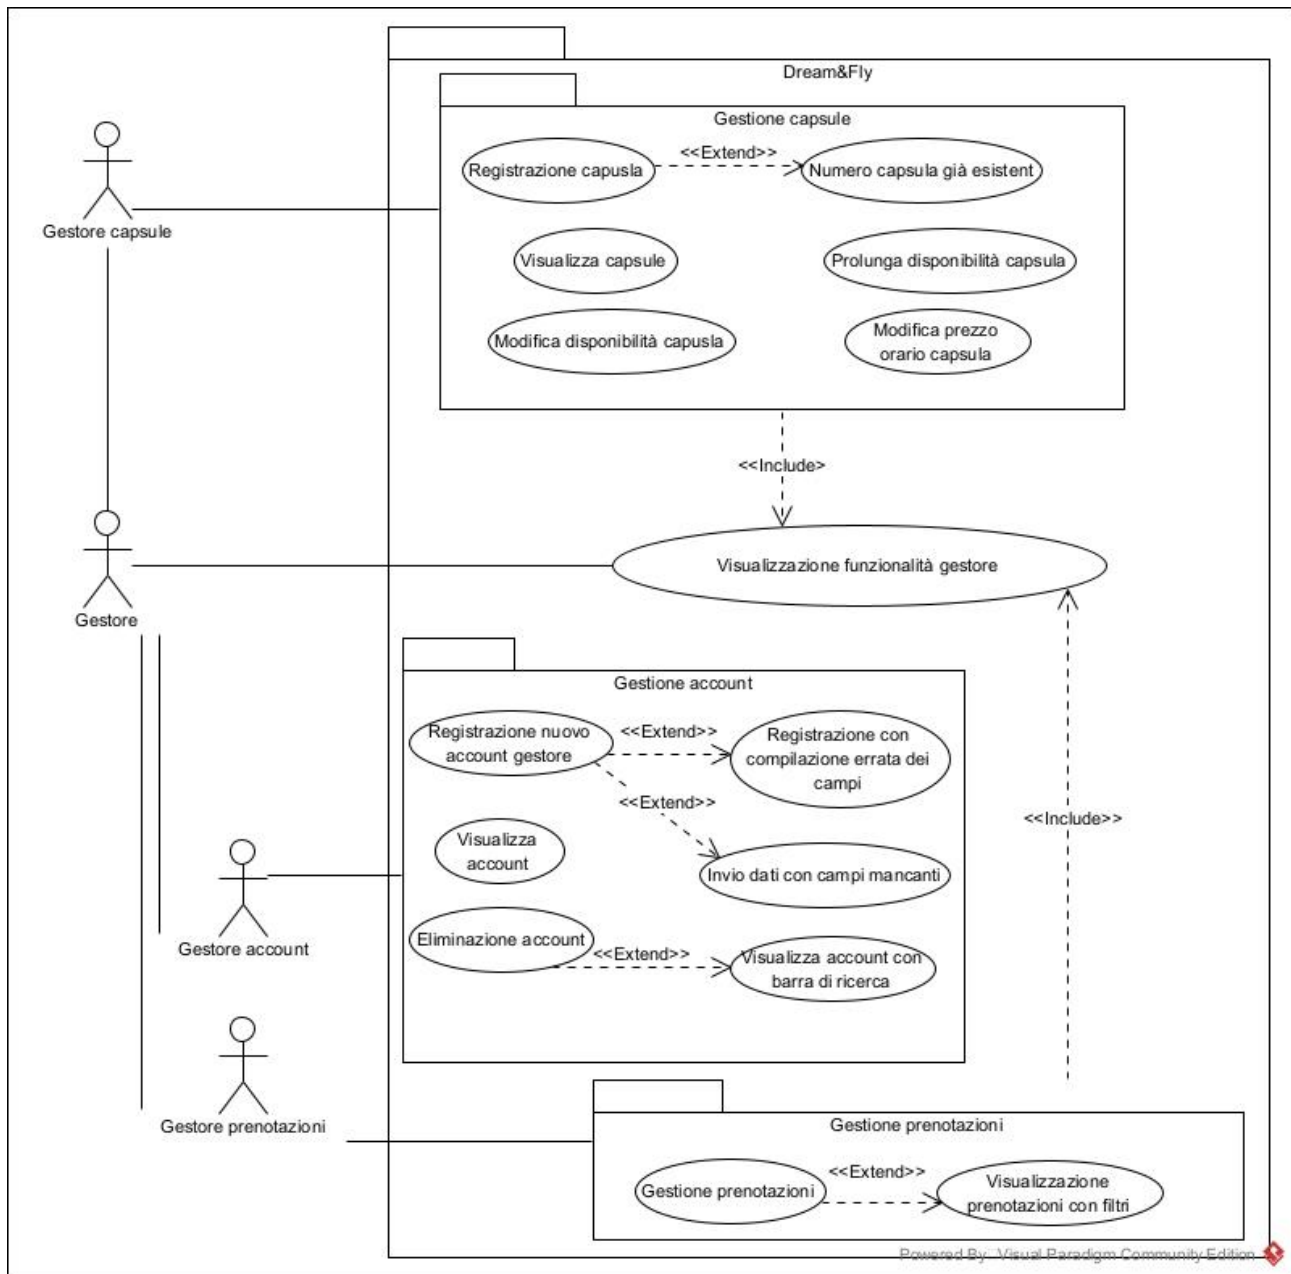 Dream&Fly
Gestione capsule
<<Extend>>
Registrazione capusla
Numero capsula già esistent
Gestore capsule
Visualizza capsule
Prolunga disponibilità capsula
Modifica disponibilità capusla
Modifica prezzo
orario capsula
<<Include>
Visualizzazione funzionalità gestore
Gestore
Gestione account
Registrazione nuovo
account gestore
<<Extend>>
Registrazione con
compilazione errata dei
campi
<<Extend>>
<<Include>>
Visualizza
account
Invio dati con campi mancanti
Gestore account
Eliminazione account
<<Extend>>
Visualizza account con
barra di ricerca
Gestore prenotazioni
Gestione prenotazioni
Gestione prenotazioni
<<Extend>>
Visualizzazione
prenotazioni con filtri
Powered By: Visual Paradigm Community Edition